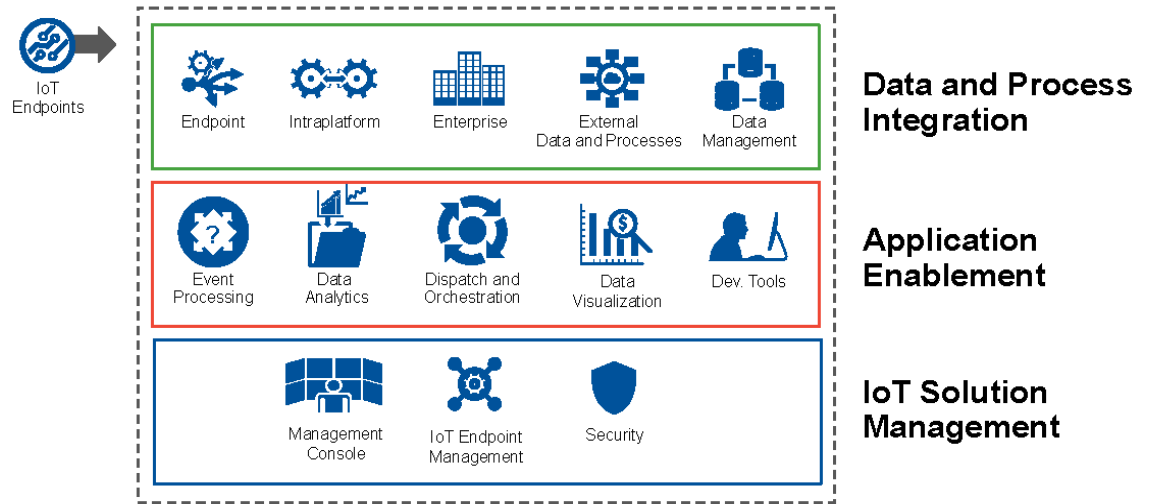 IoT
Endpoints
Endpoint
Intraplatform
Enterprise
External
Data and Processes
Data
Management
Data and Process
Integration
?
Event
Processing
Data
Analytics
Dispatch and
Orchestration
$
Data
Visualization
Dev. Tools
Application
Enablement
Management
Console
IoT Endpoint
Management
Security
IoT Solution
Management